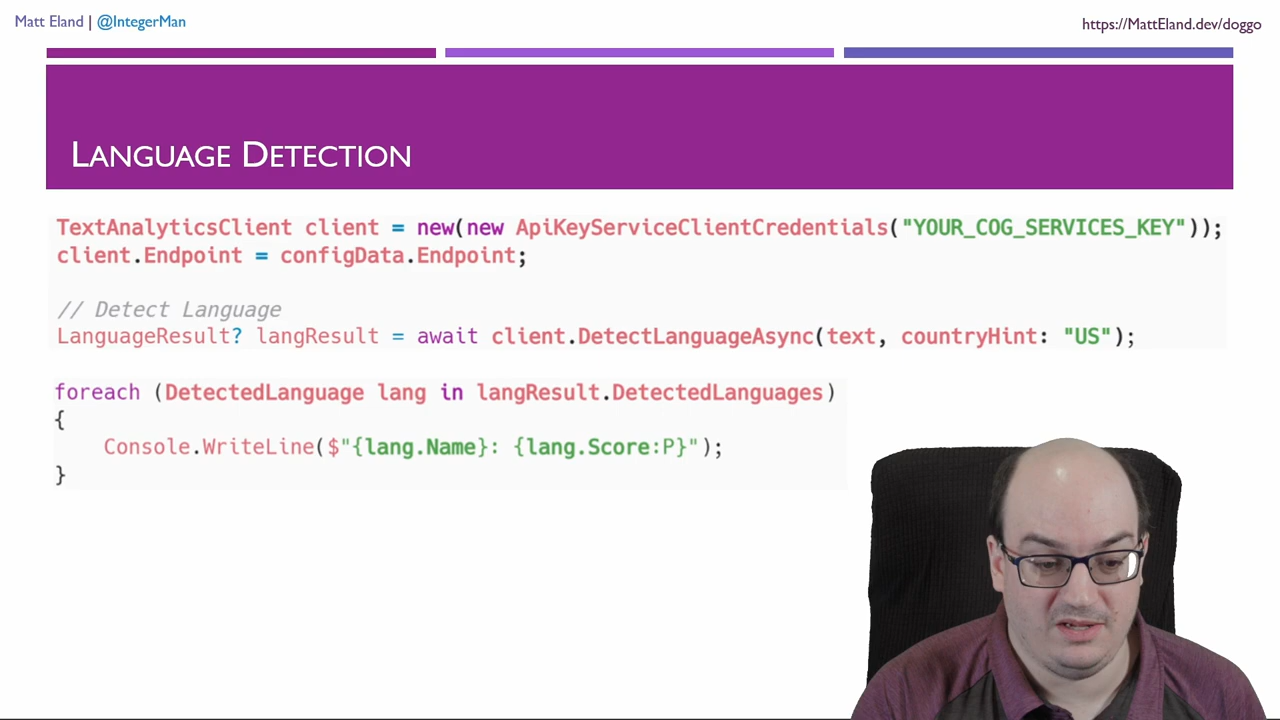 Matt Eland | @IntegerMan
https://MattEland.dev/doggo
LANGUAGE DETECTION
TextAnalyticsClient client = new(new ApiKeyServiceClientCredentials("YOUR_COG_SERVICES_KEY"));
client.Endpoint = configData.Endpoint;
// Detect Language
LanguageResult? langResult = await client.DetectLanguageAsync(text, countryHint: "US");
foreach (DetectedLanguage lang in langResult.DetectedLanguages)
{
    Console.WriteLine($"{lang.Name}: {lang.Score:P}");
}